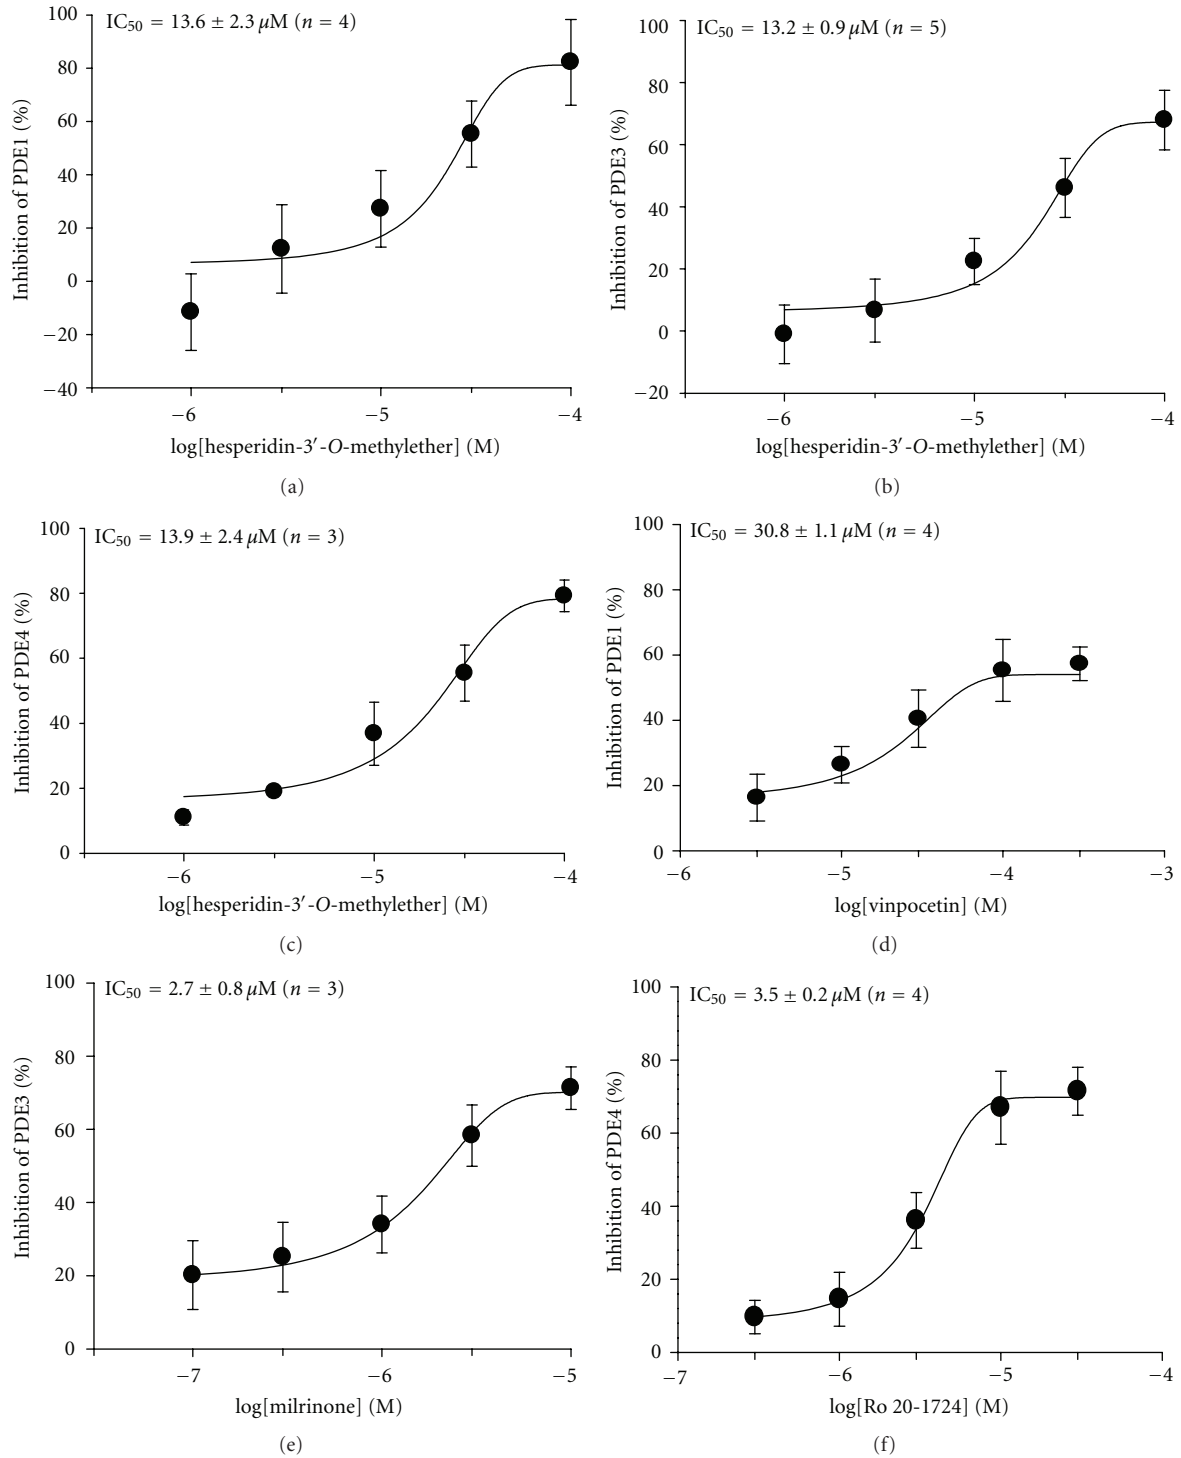 IC₅₀ = 13.6 ± 2.3 μM (n = 4)
Inhibition of PDE1 (%)
100
80
60
40
20
0
−20
−40
−6 −5 −4
log[hesperidin-3′-O-methylether] (M)
(a)
IC₅₀ = 13.2 ± 0.9 μM (n = 5)
Inhibition of PDE3 (%)
100
80
60
40
20
0
−20
−6 −5 −4
log[hesperidin-3′-O-methylether] (M)
(b)
IC₅₀ = 13.9 ± 2.4 μM (n = 3)
Inhibition of PDE4 (%)
100
80
60
40
20
0
−6 −5 −4
log[hesperidin-3′-O-methylether] (M)
(c)
IC₅₀ = 30.8 ± 1.1 μM (n = 4)
Inhibition of PDE1 (%)
100
80
60
40
20
0
−6 −5 −4 −3
log[vinpocetin] (M)
(d)
IC₅₀ = 2.7 ± 0.8 μM (n = 3)
Inhibition of PDE3 (%)
100
80
60
40
20
0
−7 −6 −5
log[milrinone] (M)
(e)
IC₅₀ = 3.5 ± 0.2 μM (n = 4)
Inhibition of PDE4 (%)
100
80
60
40
20
0
−7 −6 −5 −4
log[Ro 20-1724] (M)
(f)